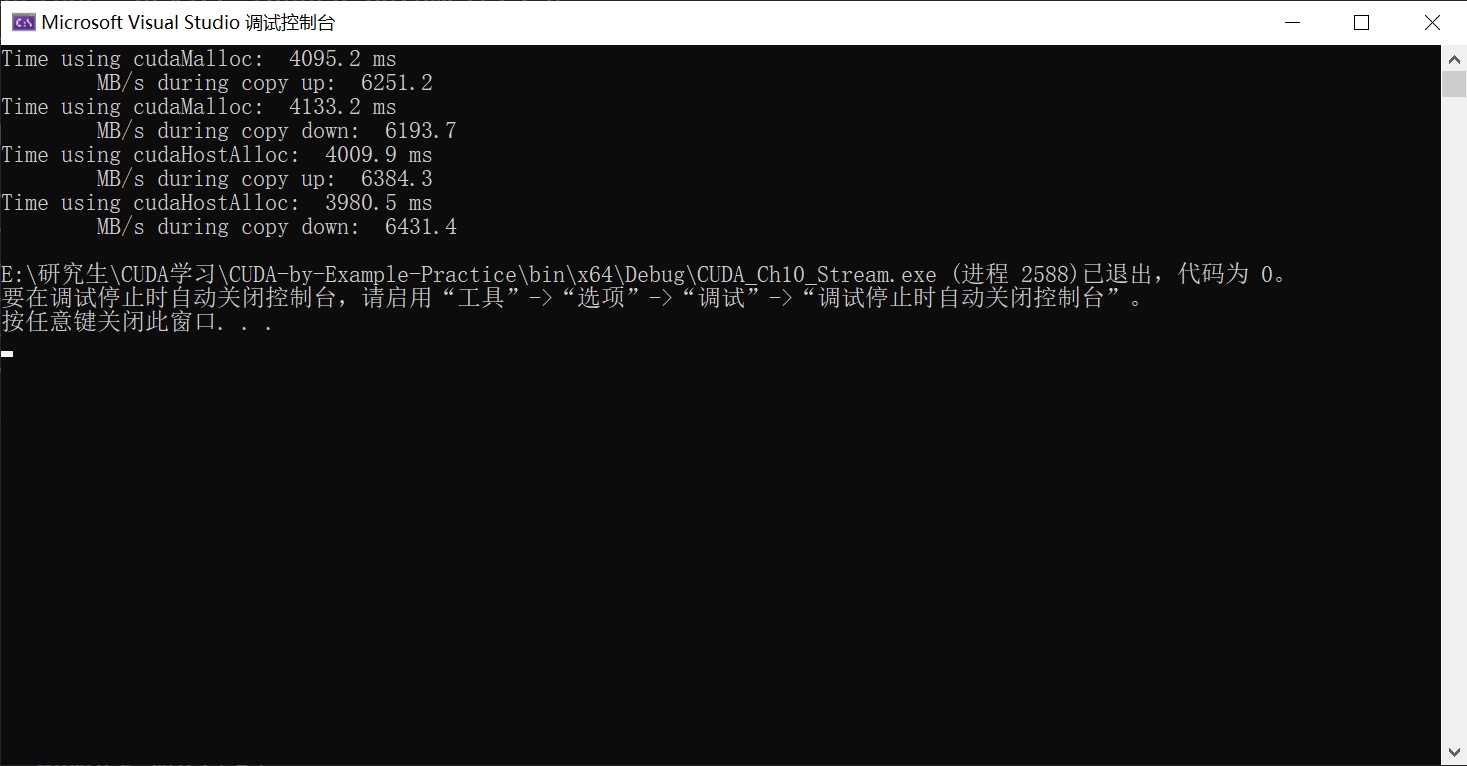 Microsoft Visual Studio 调试控制台
Time using cudaMalloc:  4095.2 ms
        MB/s during copy up:  6251.2
Time using cudaMalloc:  4133.2 ms
        MB/s during copy down:  6193.7
Time using cudaHostAlloc:  4009.9 ms
        MB/s during copy up:  6384.3
Time using cudaHostAlloc:  3980.5 ms
        MB/s during copy down:  6431.4
E:\研究生\CUDA学习\CUDA-by-Example-Practice\bin\x64\Debug\CUDA_Ch10_Stream.exe (进程 2588)已退出，代码为 0。
要在调试停止时自动关闭控制台，请启用“工具”->“选项”->“调试”->“调试停止时自动关闭控制台”。
按任意键关闭此窗口. . .